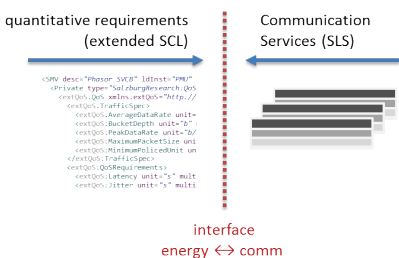 quantitative requirements
(extended SCL)
Communication
Services (SLS)
<SMV desc="Phasor SVCB" ldInst="PMU"
<Private type="SalzburgResearch:QoS
<extQoS:QoS xmlns:extQoS="http:/
<extQoS:TrafficSpec>
<extQoS:AverageDataRate unit=
<extQoS:BucketDepth unit="b"
<extQoS:PeakDataRate unit="b/
<extQoS:MaximumPacketSize uni
<extQoS:MinimumPolicedUnit un
</extQoS:TrafficSpec>
<extQoS:QoSRequirements>
<extQoS:Latency unit="s" mult
<extQoS:Jitter unit="s" multi
interface
energy ↔ comm